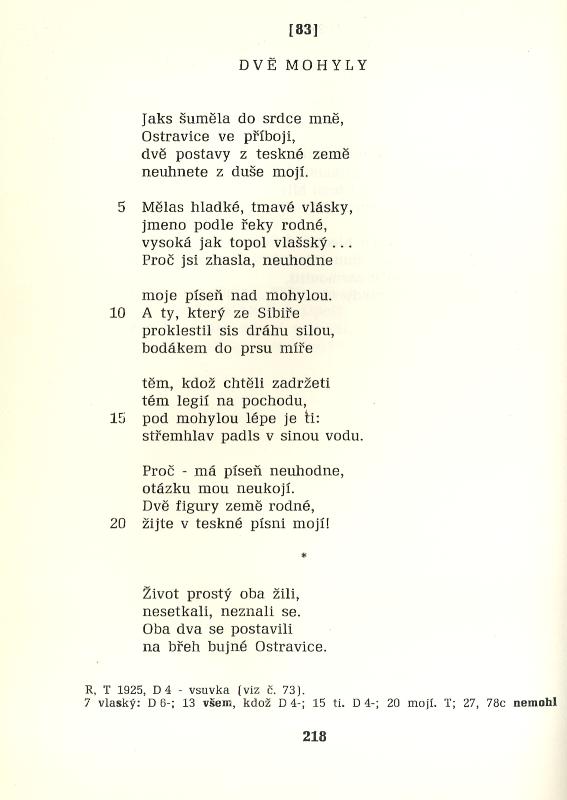 [83]
DVĚ MOHYLY
Jaks šuměla do srdce mně,
Ostravice ve příboji,
dvě postavy z teskné země
neuhnete z duše mojí.
5 Mělas hladké, tmavé vlásky,
jmeno podle řeky rodné,
vysoká jak topol vlašský...
Proč jsi zhasla, neuhodne
moje píseň nad mohylou.
10 A ty, který ze Sibiře
proklestil sis dráhu silou,
bodákem do prsu míře
těm, kdož chtěli zadržeti
tém legií na pochodu,
15 pod mohylou lépe je ti:
střemhlav padls v sinou vodu.
Proč - má píseň neuhodne,
otázku mou neukojí.
Dvě figury země rodné,
20 žijte v teskné písni mojí!
*
Život prostý oba žili,
nesetkali, neznali se.
Oba dva se postavili
na břeh bujné Ostravice.
R, T 1925, D 4 - vsuvka (viz č. 73).
7 vlaský: D 6-; 13 všem, kdož D 4-; 15 ti. D 4-; 20 mojí. T; 27, 78c nemohl
218